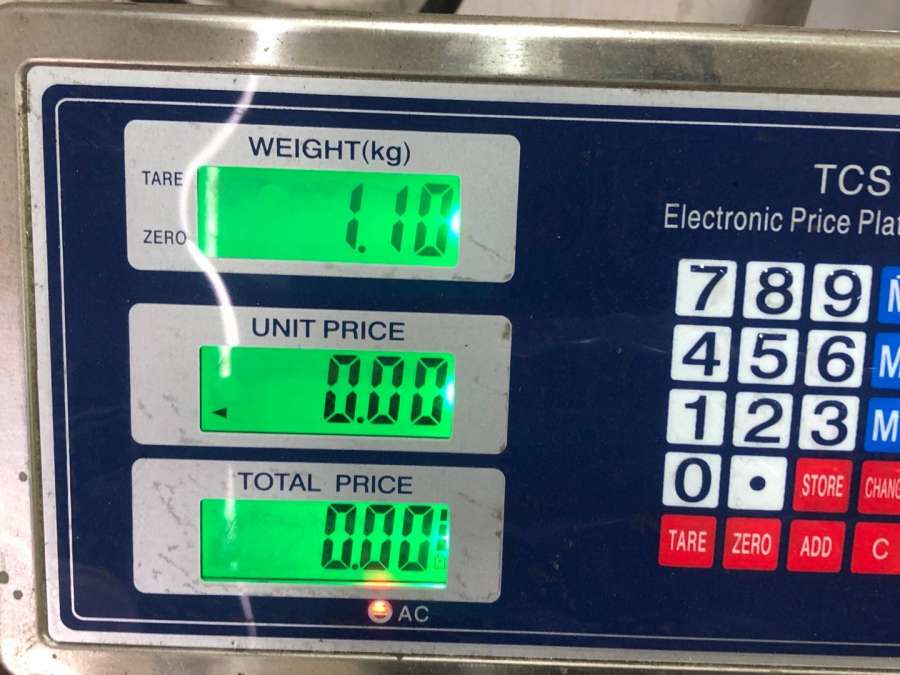 WEIGHT(kg)
TARE
1.10
ZERO
UNIT PRICE
0.00
TOTAL PRICE
0.00
AC
TCS
Electronic Price
7 8 9
4 5 6 M
1 2 3 M
0 . STORE
TARE ZERO ADD C